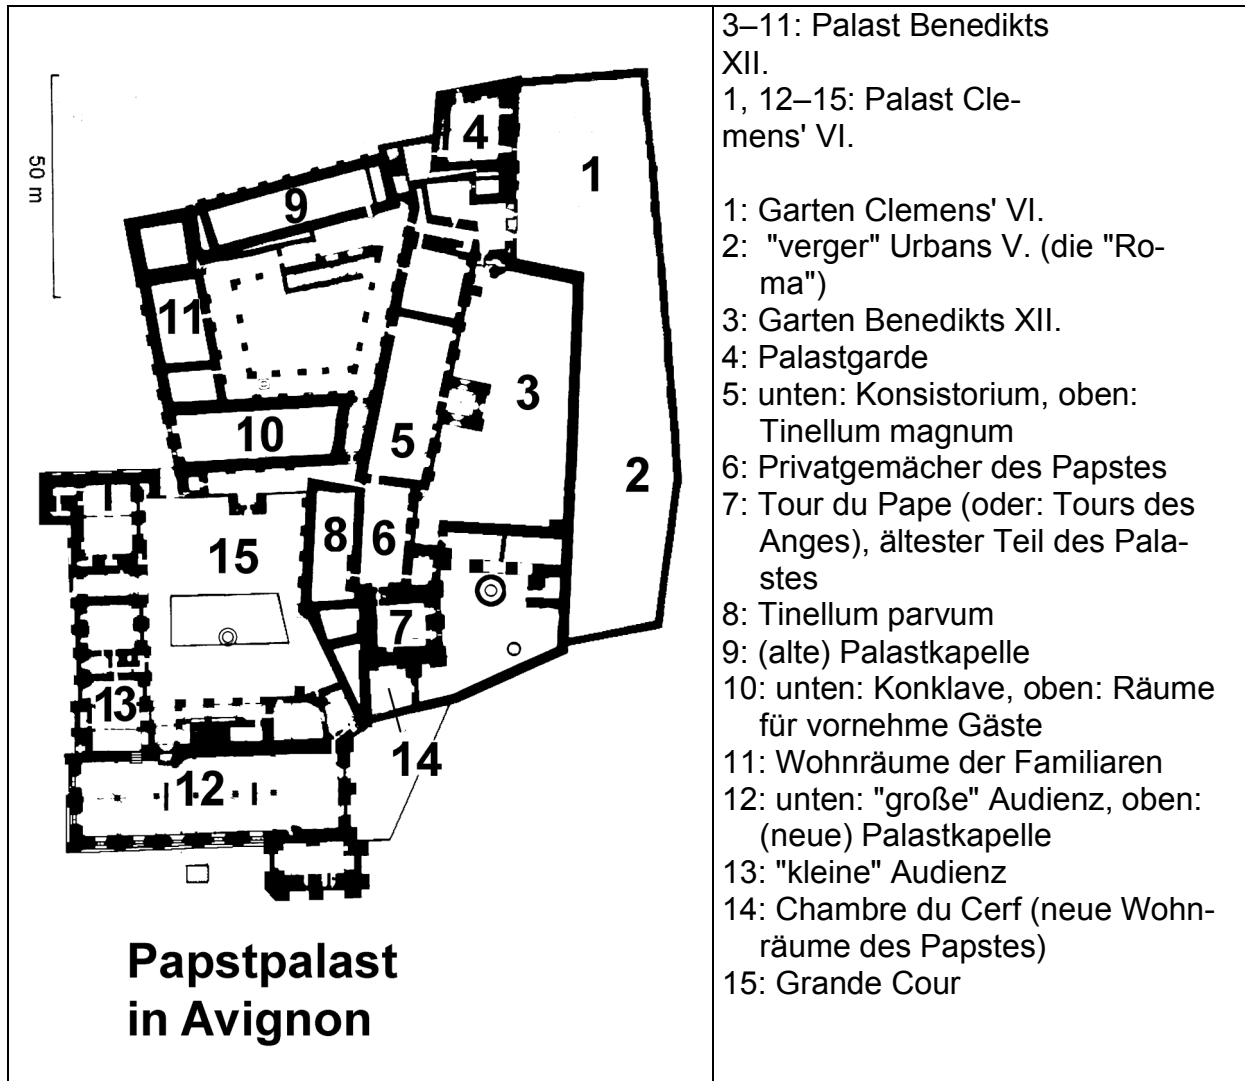 50 m
4
1
9
11
3
10
5
2
8
6
15
7
13
14
12
Papstpalast
in Avignon
3–11: Palast Benedikts
XII.
1, 12–15: Palast Cle-
mens' VI.
1: Garten Clemens' VI.
2: "verger" Urbans V. (die "Ro-
ma")
3: Garten Benedikts XII.
4: Palastgarde
5: unten: Konsistorium, oben:
Tinellum magnum
6: Privatgemächer des Papstes
7: Tour du Pape (oder: Tours des
Anges), ältester Teil des Pala-
stes
8: Tinellum parvum
9: (alte) Palastkapelle
10: unten: Konklave, oben: Räume
für vornehme Gäste
11: Wohnräume der Familiaren
12: unten: "große" Audienz, oben:
(neue) Palastkapelle
13: "kleine" Audienz
14: Chambre du Cerf (neue Wohn-
räume des Papstes)
15: Grande Cour